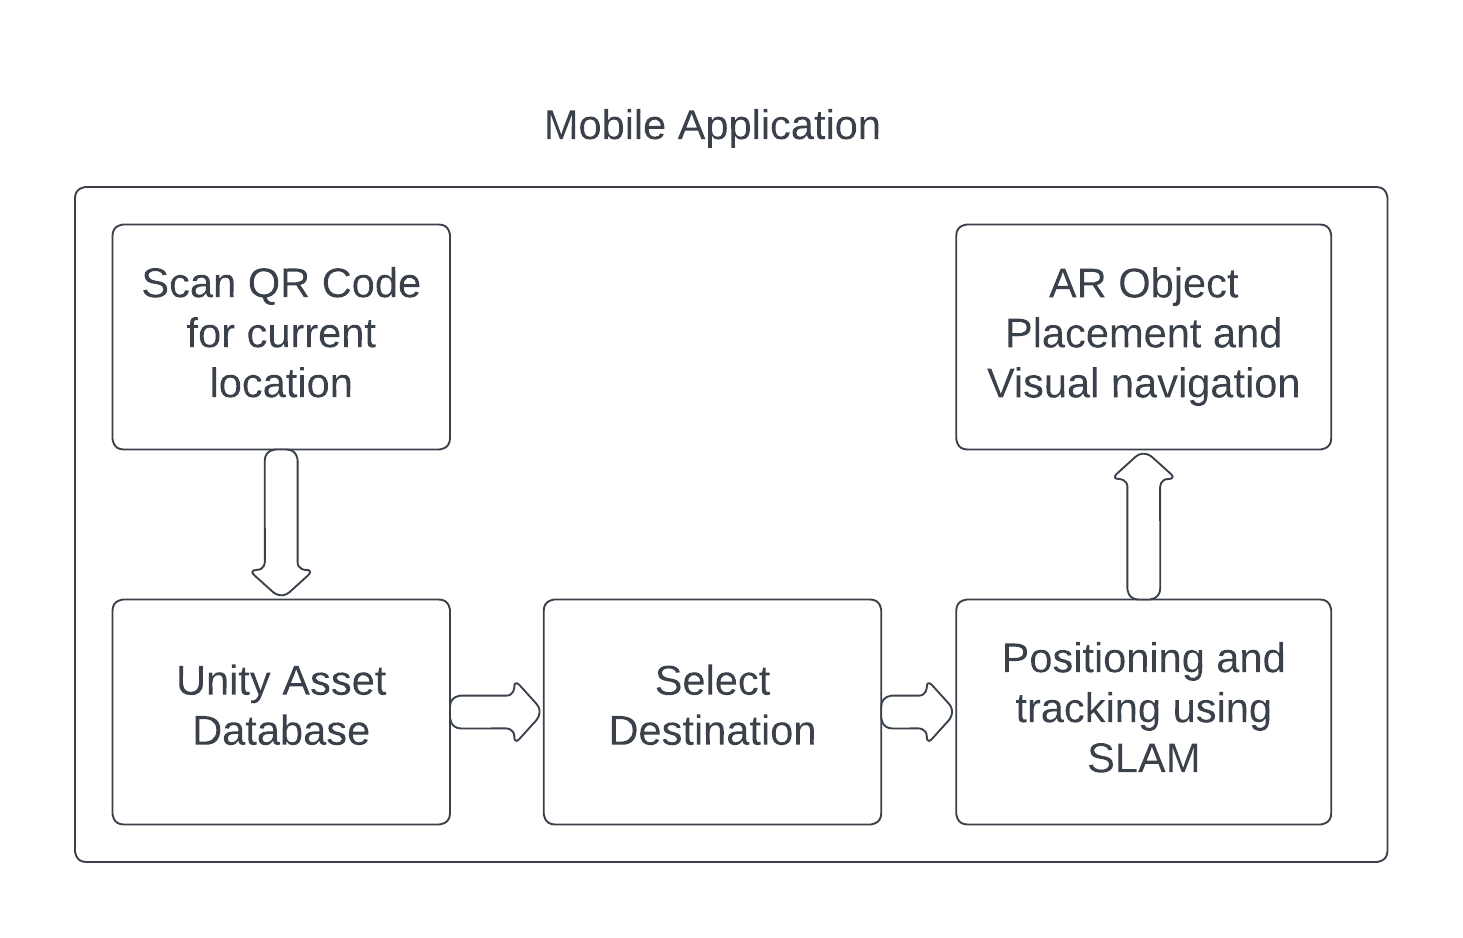 Mobile Application
Scan QR Code
for current
location
AR Object
Placement and
Visual navigation
Unity Asset
Database
Select
Destination
Positioning and
tracking using
SLAM